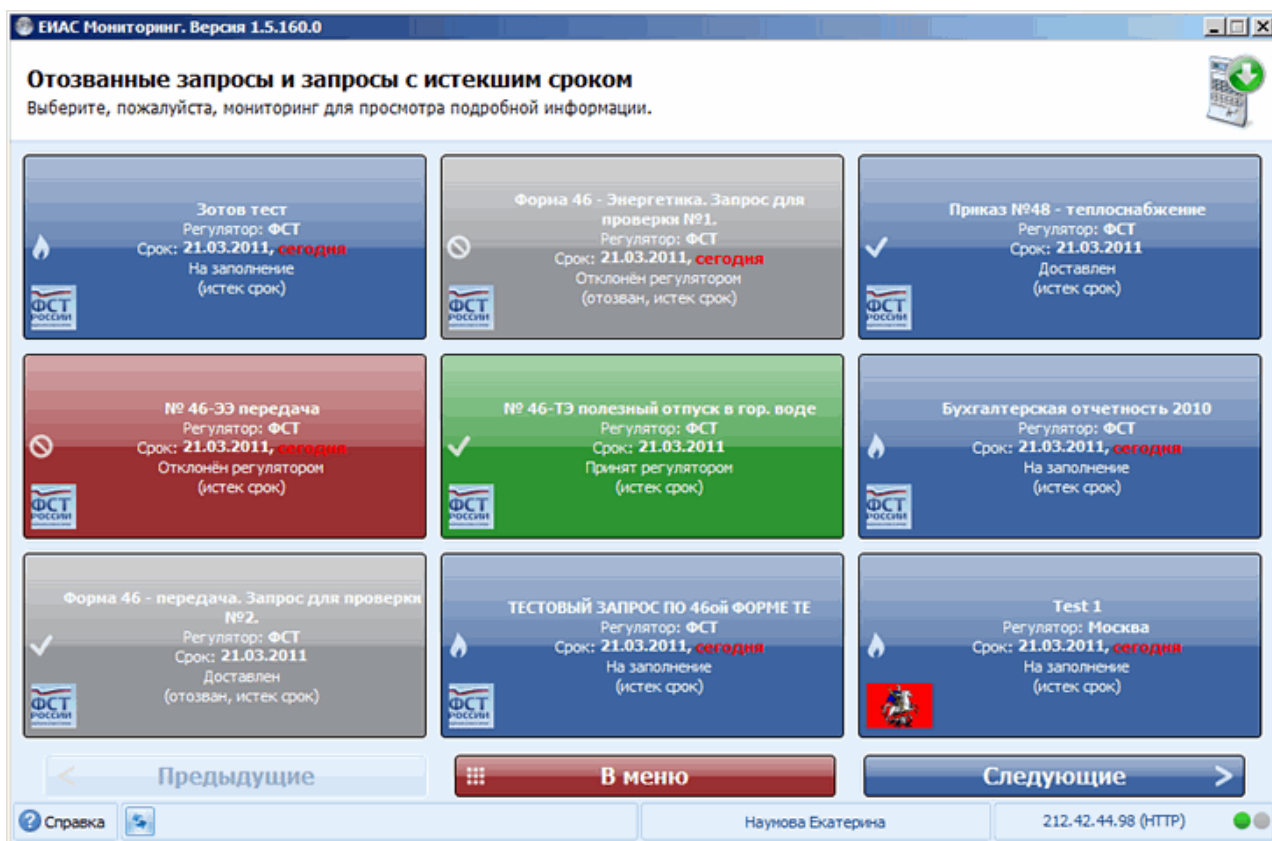 ЕИАС Мониторинг. Версия 1.5.160.0
Отозванные запросы и запросы с истекшим сроком
Выберите, пожалуйста, мониторинг для просмотра подробной информации.
Зотов тест
Регулятор: ФСТ
Срок: 21.03.2011, сегодня
На заполнение
(истек срок)
ФСТ
РОССИИ
Форма 46 - Энергетика. Запрос для
проверки №1.
Регулятор: ФСТ
Срок: 21.03.2011, сегодня
Отклонён регулятором
(отозван, истек срок)
ФСТ
РОССИИ
Приказ №48 - теплоснабжение
Регулятор: ФСТ
Срок: 21.03.2011
Доставлен
(истек срок)
ФСТ
РОССИИ
№ 46-ЭЭ передача
Регулятор: ФСТ
Срок: 21.03.2011, сегодня
Отклонён регулятором
(истек срок)
ФСТ
РОССИИ
№ 46-ТЭ полезный отпуск в гор. воде
Регулятор: ФСТ
Срок: 21.03.2011
Принят регулятором
(истек срок)
ФСТ
РОССИИ
Бухгалтерская отчетность 2010
Регулятор: ФСТ
Срок: 21.03.2011, сегодня
На заполнение
(истек срок)
ФСТ
РОССИИ
Форма 46 - передача. Запрос для проверки
№2.
Регулятор: ФСТ
Срок: 21.03.2011
Доставлен
(отозван, истек срок)
ФСТ
РОССИИ
ТЕСТОВЫЙ ЗАПРОС ПО 46ой ФОРМЕ ТЕ
Регулятор: ФСТ
Срок: 21.03.2011, сегодня
На заполнение
(истек срок)
ФСТ
РОССИИ
Test 1
Регулятор: Москва
Срок: 21.03.2011, сегодня
На заполнение
(истек срок)
Предыдущие
В меню
Следующие
Справка
Наумова Екатерина
212.42.44.98 (HTTP)